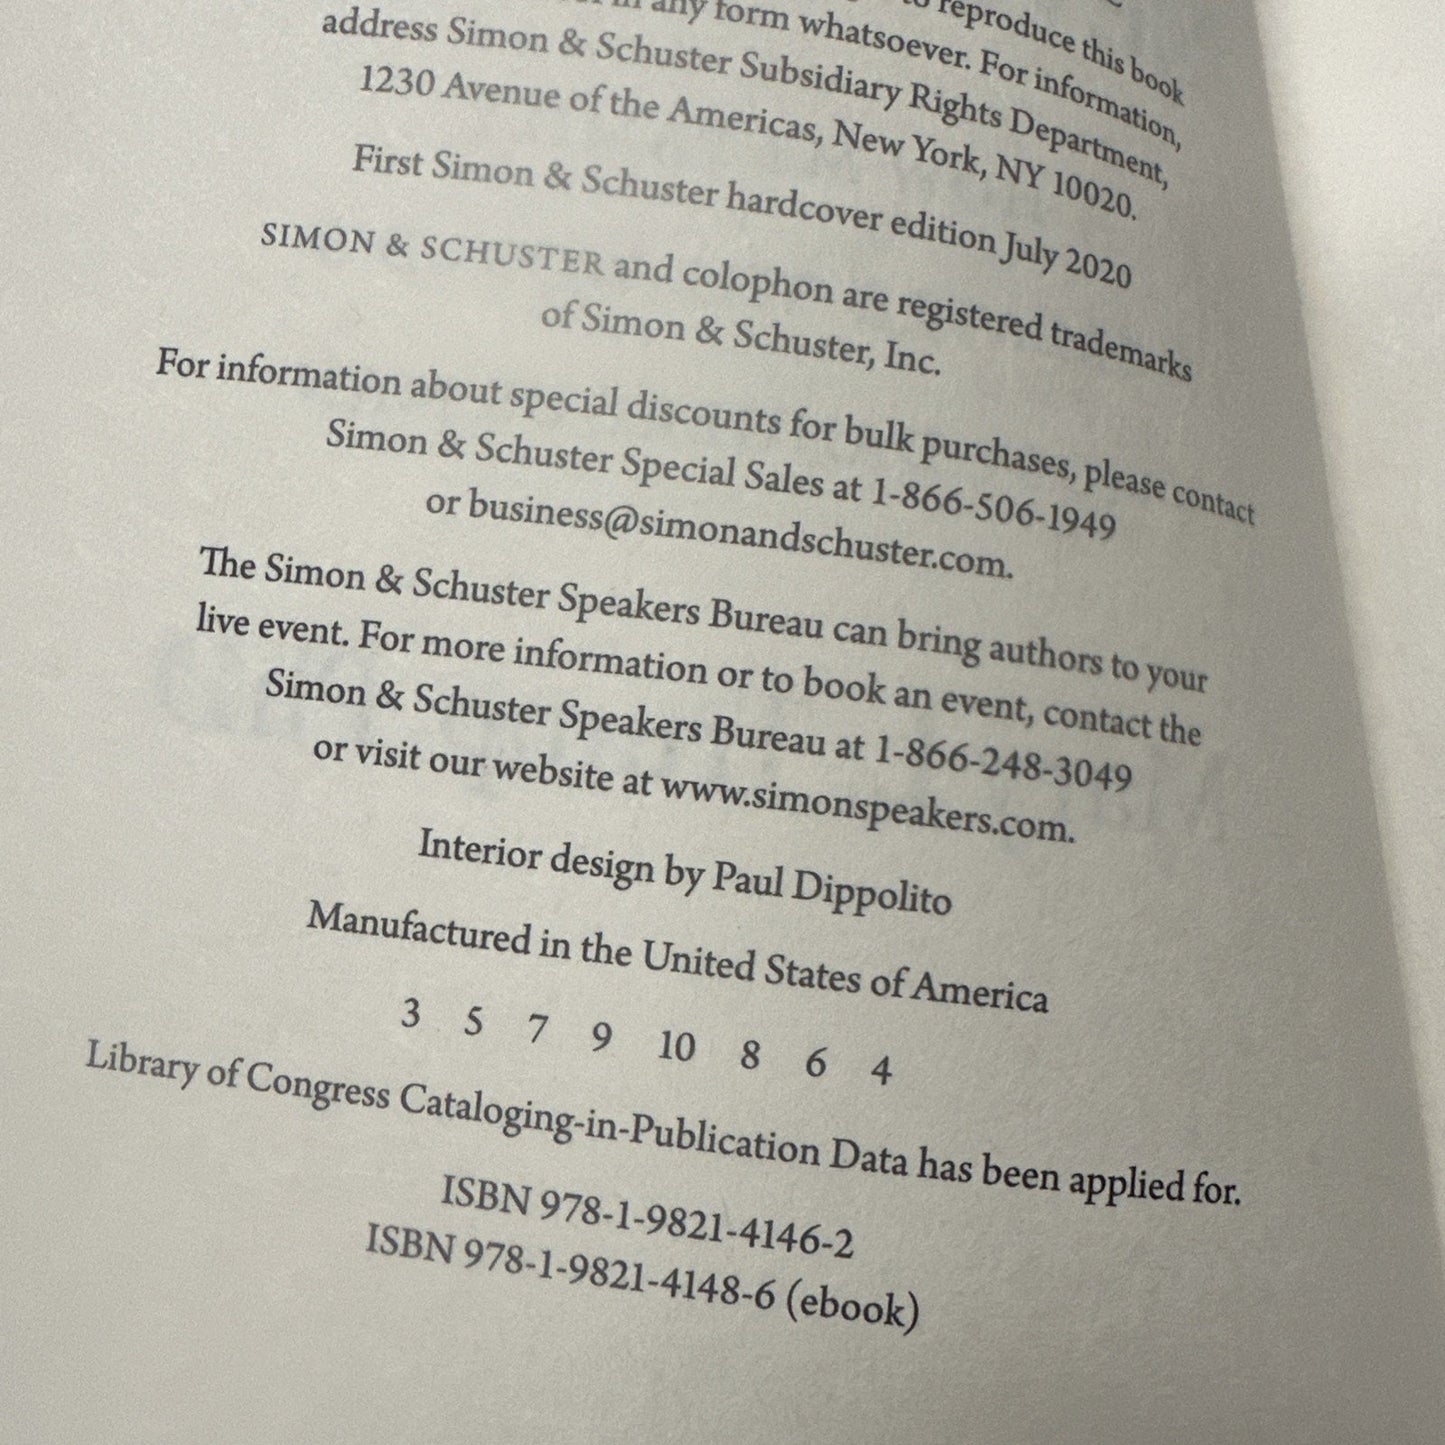 reproduce this book
in any form whatsoever. For information,
address Simon & Schuster Subsidiary Rights Department,
1230 Avenue of the Americas, New York, NY 10020.
First Simon & Schuster hardcover edition July 2020
SIMON & SCHUSTER and colophon are registered trademarks
of Simon & Schuster, Inc.
For information about special discounts for bulk purchases, please contact
Simon & Schuster Special Sales at 1-866-506-1949
or business@simonandschuster.com.
The Simon & Schuster Speakers Bureau can bring authors to your
live event. For more information or to book an event, contact the
Simon & Schuster Speakers Bureau at 1-866-248-3049
or visit our website at www.simonspeakers.com.
Interior design by Paul Dippolito
Manufactured in the United States of America
3 5 7 9 10 8 6 4
Library of Congress Cataloging-in-Publication Data has been applied for.
ISBN 978-1-9821-4146-2
ISBN 978-1-9821-4148-6 (ebook)